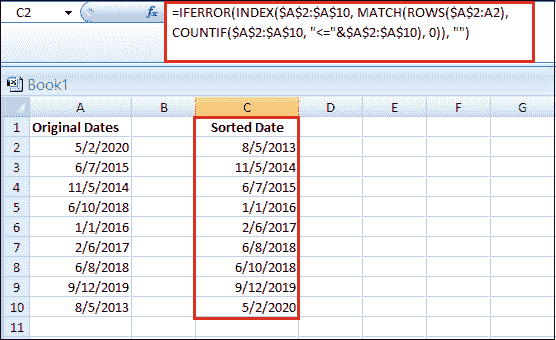 C2 fx =IFERROR(INDEX($A$2:$A$10, MATCH(ROWS($A$2:A2),
COUNTIF($A$2:$A$10, "<="&$A$2:$A$10), 0)), "")
Book1
A B C D E F G
1 Original Dates Sorted Date
2 5/2/2020 8/5/2013
3 6/7/2015 11/5/2014
4 11/5/2014 6/7/2015
5 6/10/2018 1/1/2016
6 1/1/2016 2/6/2017
7 2/6/2017 6/8/2018
8 6/8/2018 6/10/2018
9 9/12/2019 9/12/2019
10 8/5/2013 5/2/2020
11